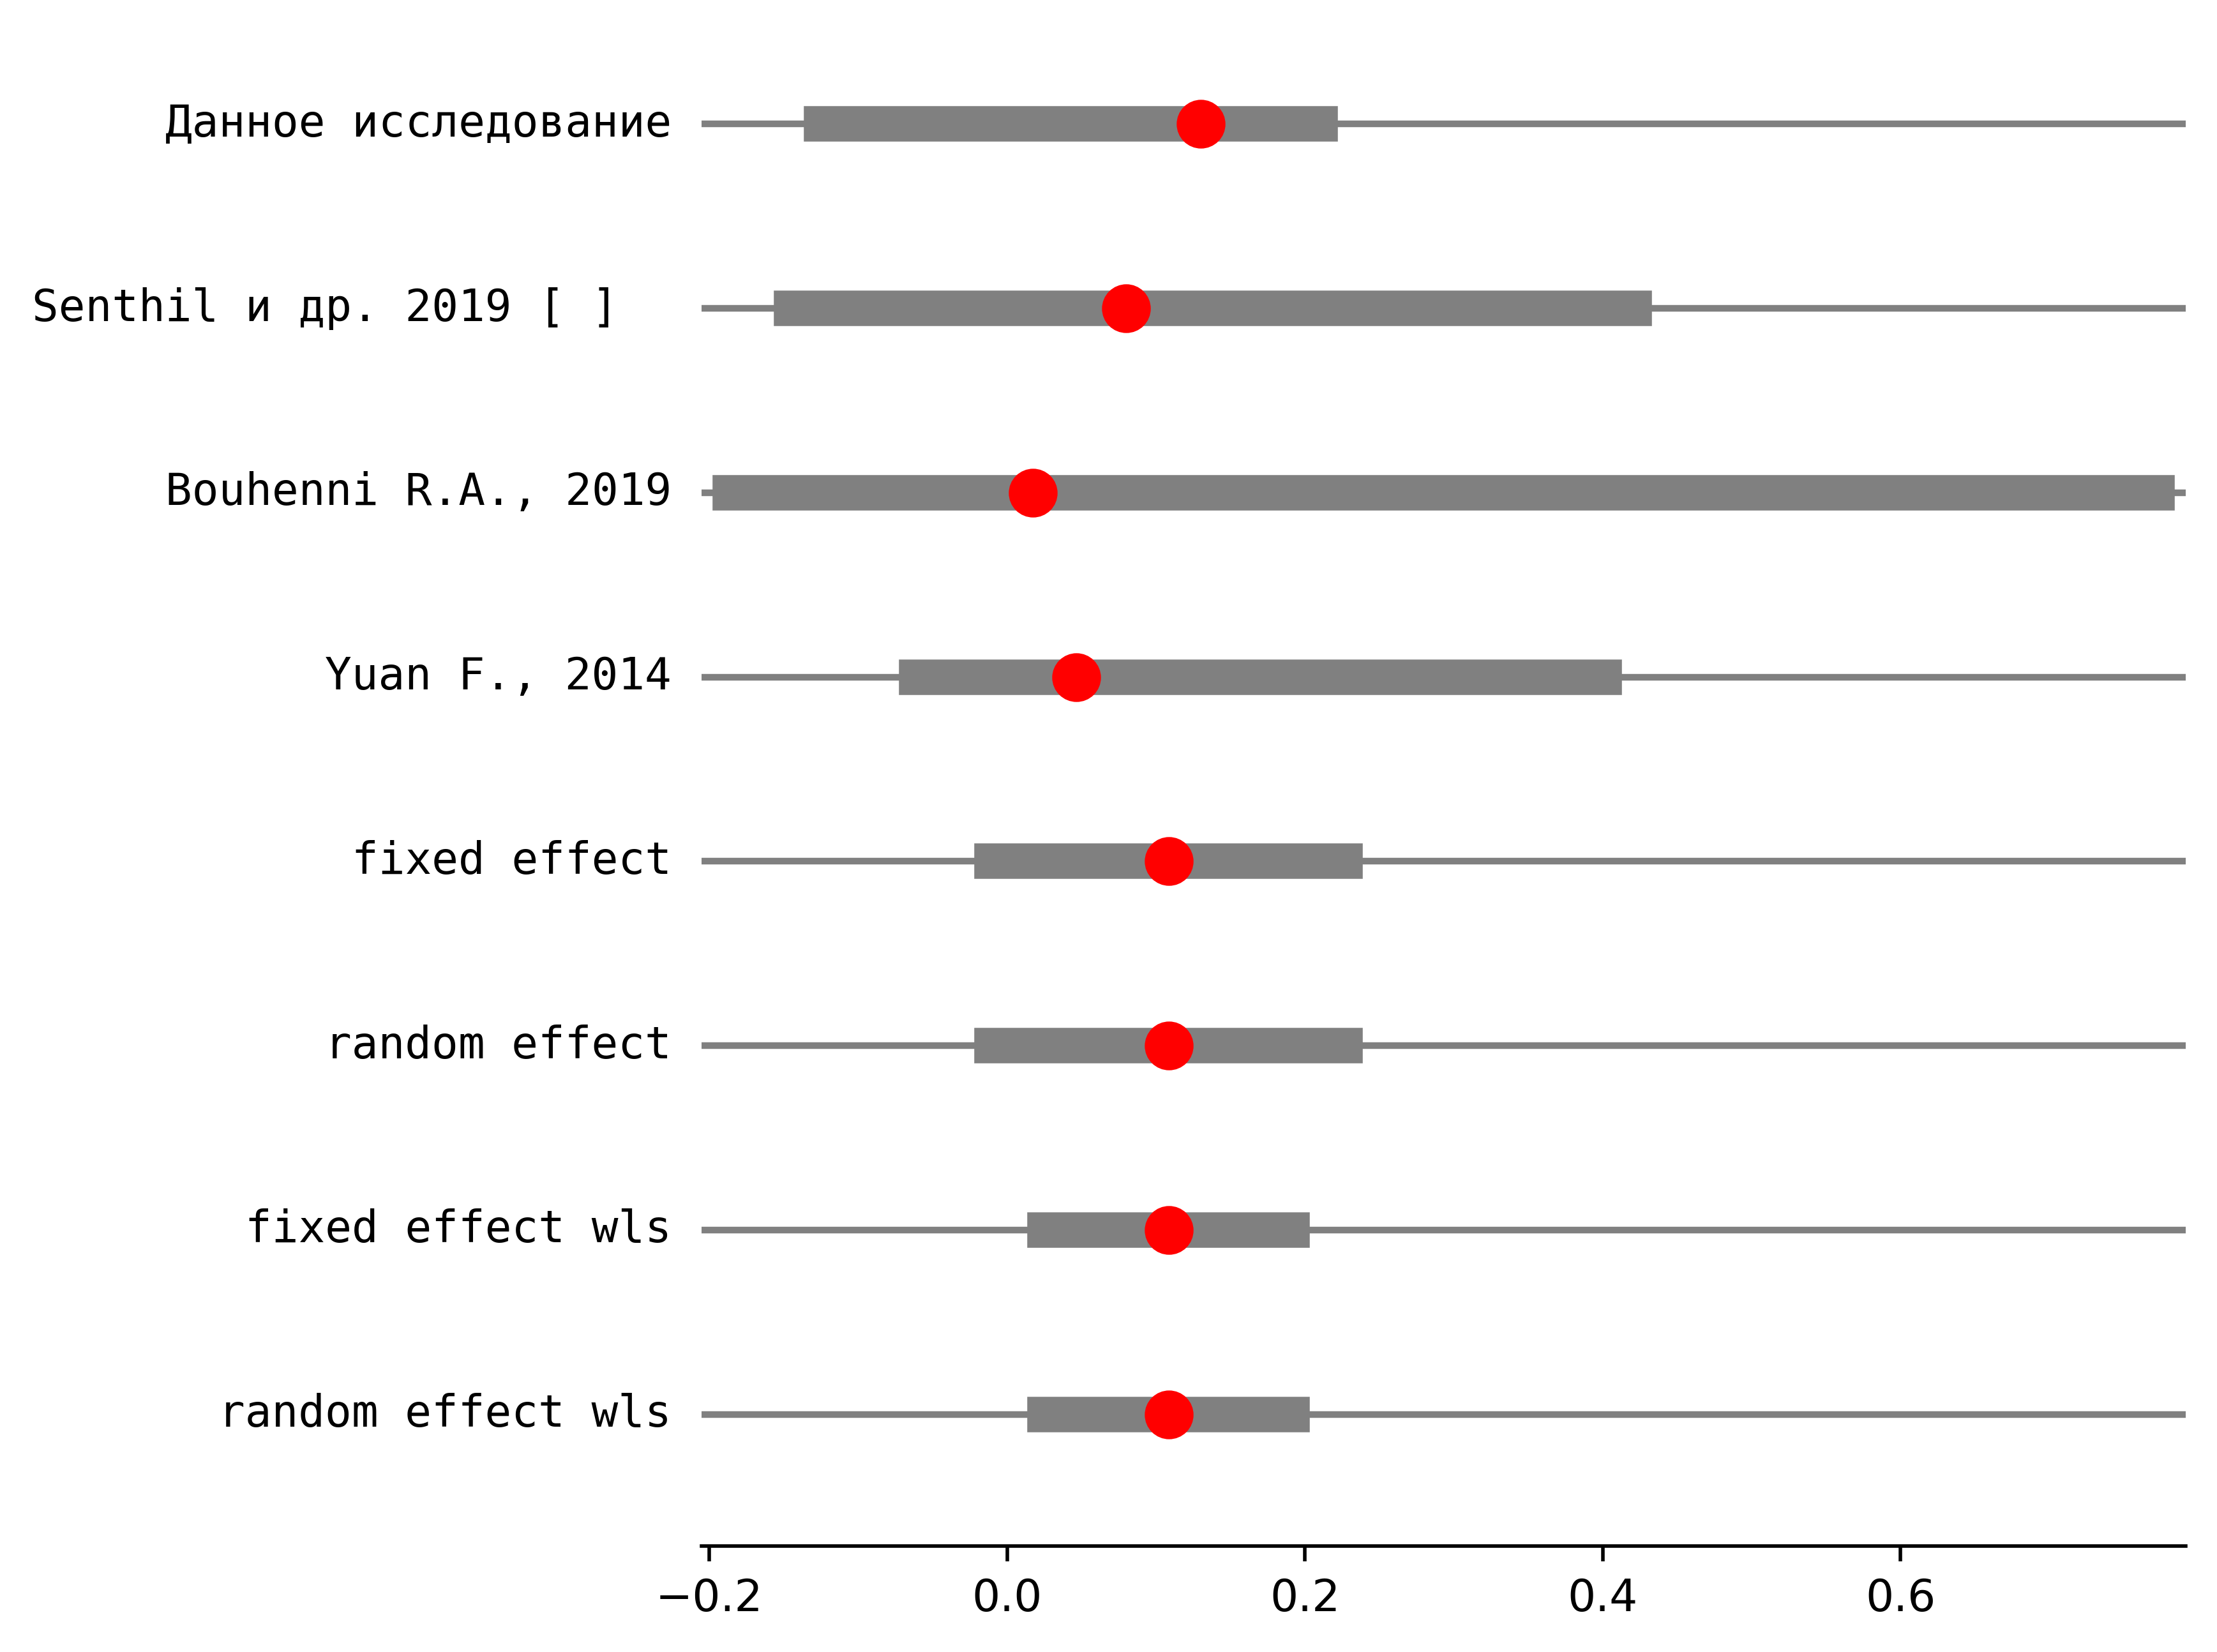 Данное исследование
Senthil и др. 2019 [ ]
Bouhenni R.A., 2019
Yuan F., 2014
fixed effect
random effect
fixed effect wls
random effect wls
−0.2 0.0 0.2 0.4 0.6